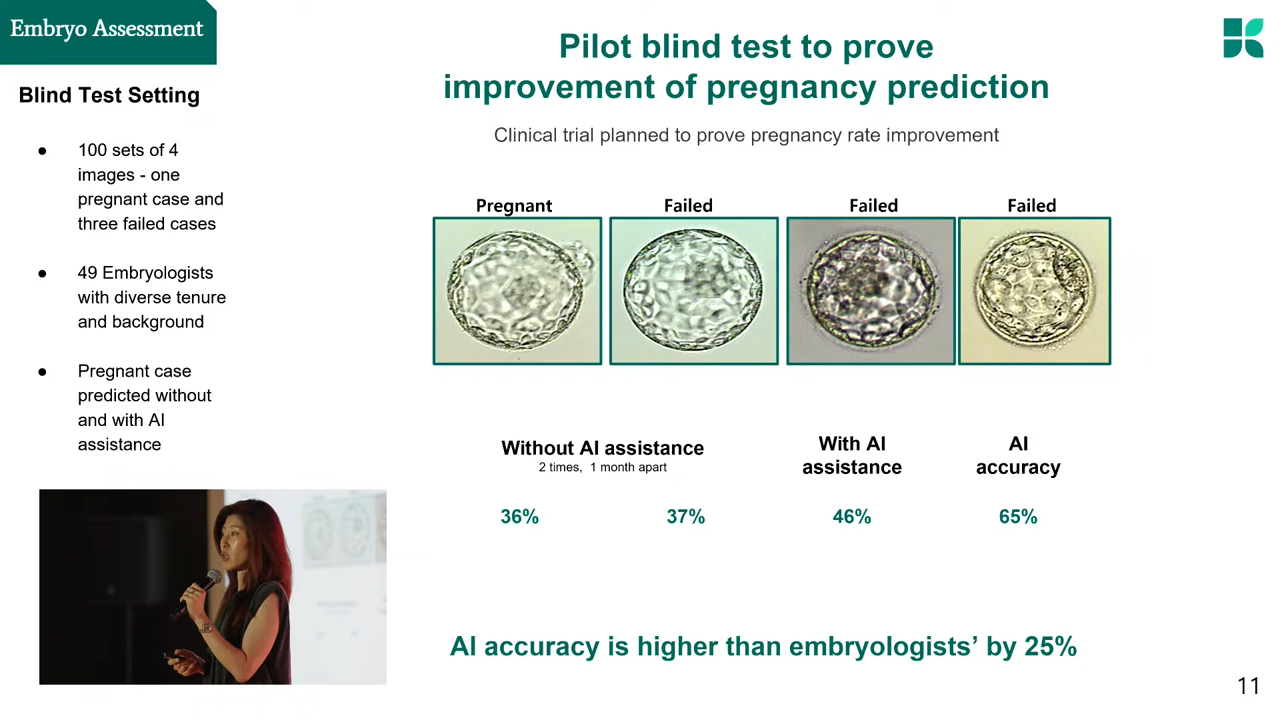 Embryo Assessment
Pilot blind test to prove
improvement of pregnancy prediction
Clinical trial planned to prove pregnancy rate improvement
Blind Test Setting
● 100 sets of 4
images - one
pregnant case and
three failed cases
● 49 Embryologists
with diverse tenure
and background
● Pregnant case
predicted without
and with AI
assistance
Pregnant Failed Failed Failed
Without AI assistance
2 times, 1 month apart
With AI
assistance
AI
accuracy
36% 37% 46% 65%
AI accuracy is higher than embryologists’ by 25%
11